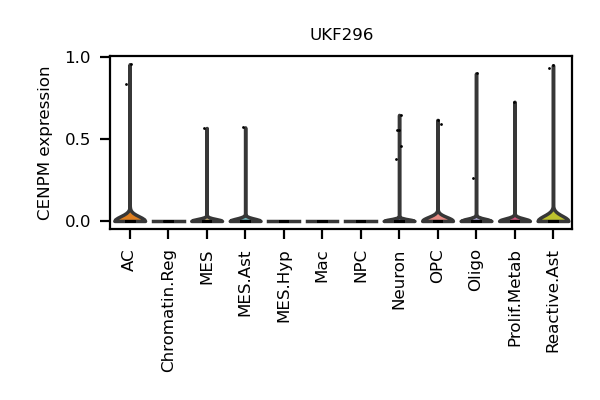 UKF296
CENPM expression
1.0
0.5
0.0
AC
Chromatin.Reg
MES
MES.Ast
MES.Hyp
Mac
NPC
Neuron
OPC
Oligo
Prolif.Metab
Reactive.Ast